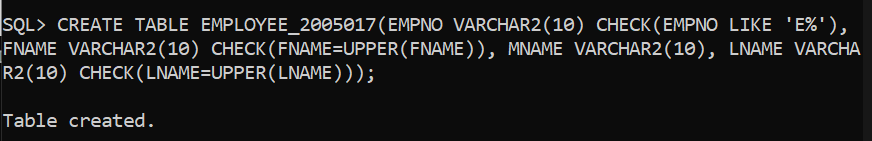 SQL> CREATE TABLE EMPLOYEE_2005017(EMPNO VARCHAR2(10) CHECK(EMPNO LIKE 'E%'),
FNAME VARCHAR2(10) CHECK(FNAME=UPPER(FNAME)), MNAME VARCHAR2(10), LNAME VARCHA
R2(10) CHECK(LNAME=UPPER(LNAME)));
Table created.